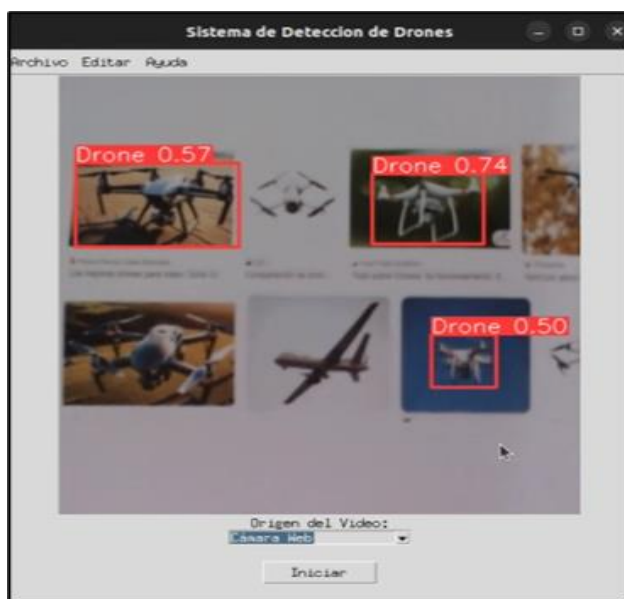 Sistema de Deteccion de Drones
Archivo Editar Ayuda
Drone 0.57
Drone 0.74
Drone 0.50
Origen del Video:
Cámara Web
Iniciar